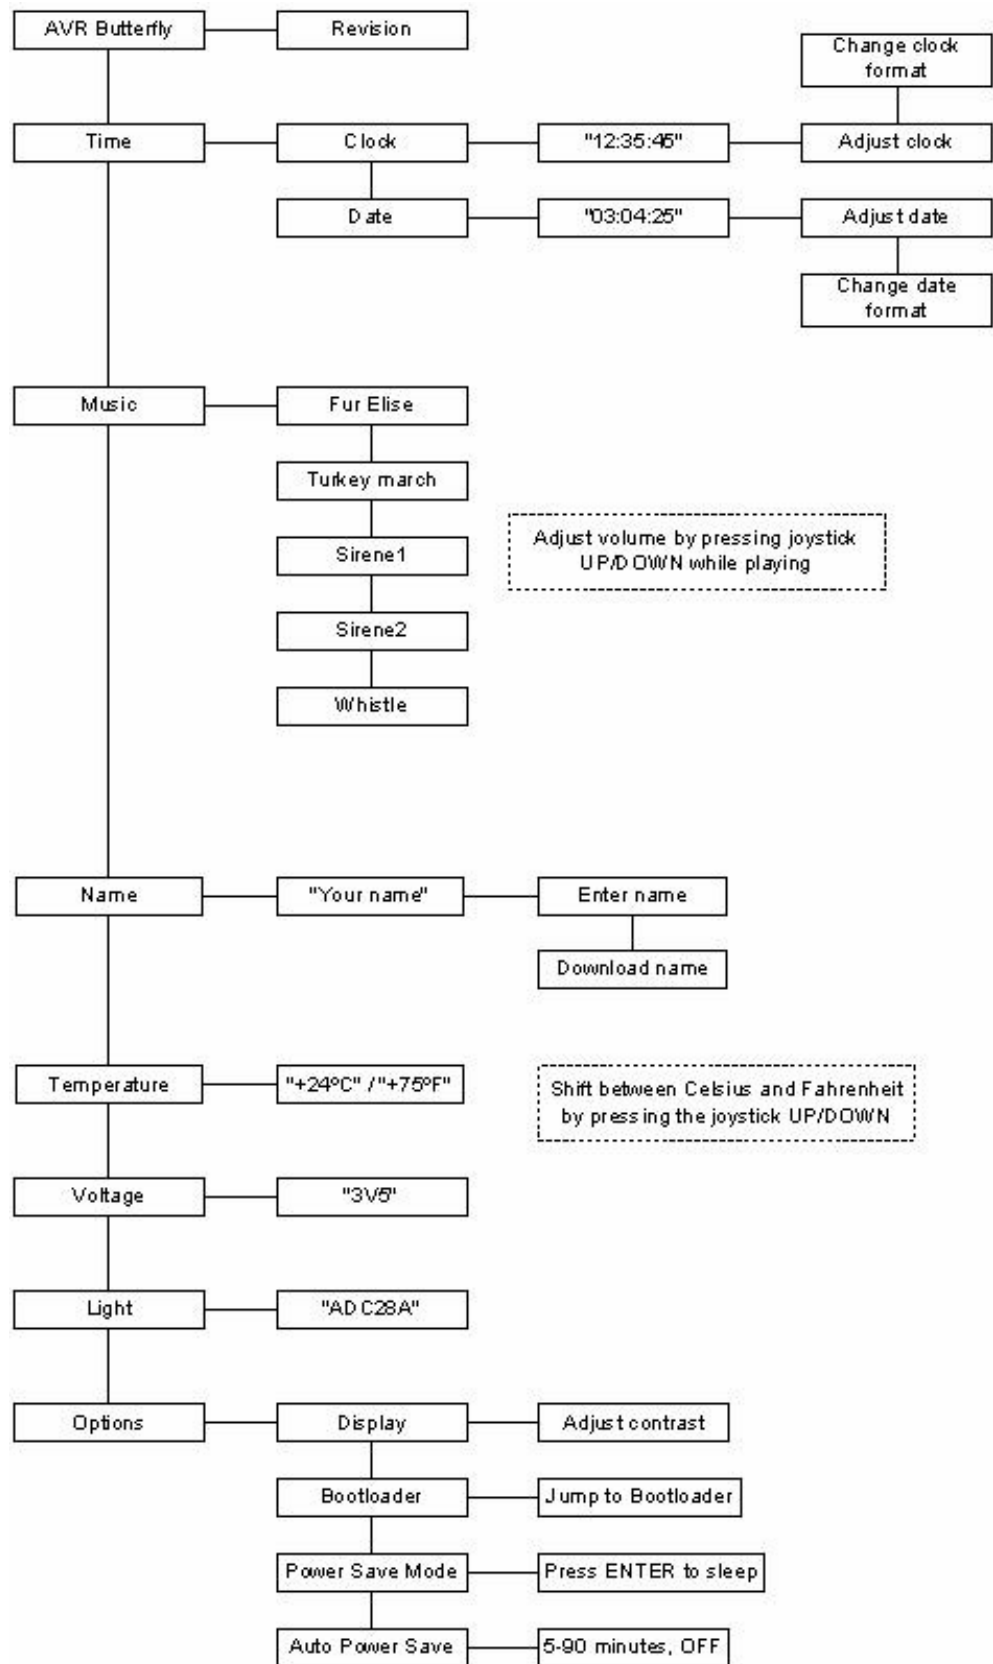 AVR Butterfly
Revision
Change clock
format
Time
Clock
"12:35:45"
Adjust clock
Date
"03:04:25"
Adjust date
Change date
format
Music
Fur Elise
Turkey march
Adjust volume by pressing joystick
UP/DOWN while playing
Sirene1
Sirene2
Whistle
Name
"Your name"
Enter name
Download name
Temperature
"+24ºC" / "+75ºF"
Shift between Celsius and Fahrenheit
by pressing the joystick UP/DOWN
Voltage
"3V5"
Light
"ADC28A"
Options
Display
Adjust contrast
Bootloader
Jump to Bootloader
Power Save Mode
Press ENTER to sleep
Auto Power Save
5-90 minutes, OFF